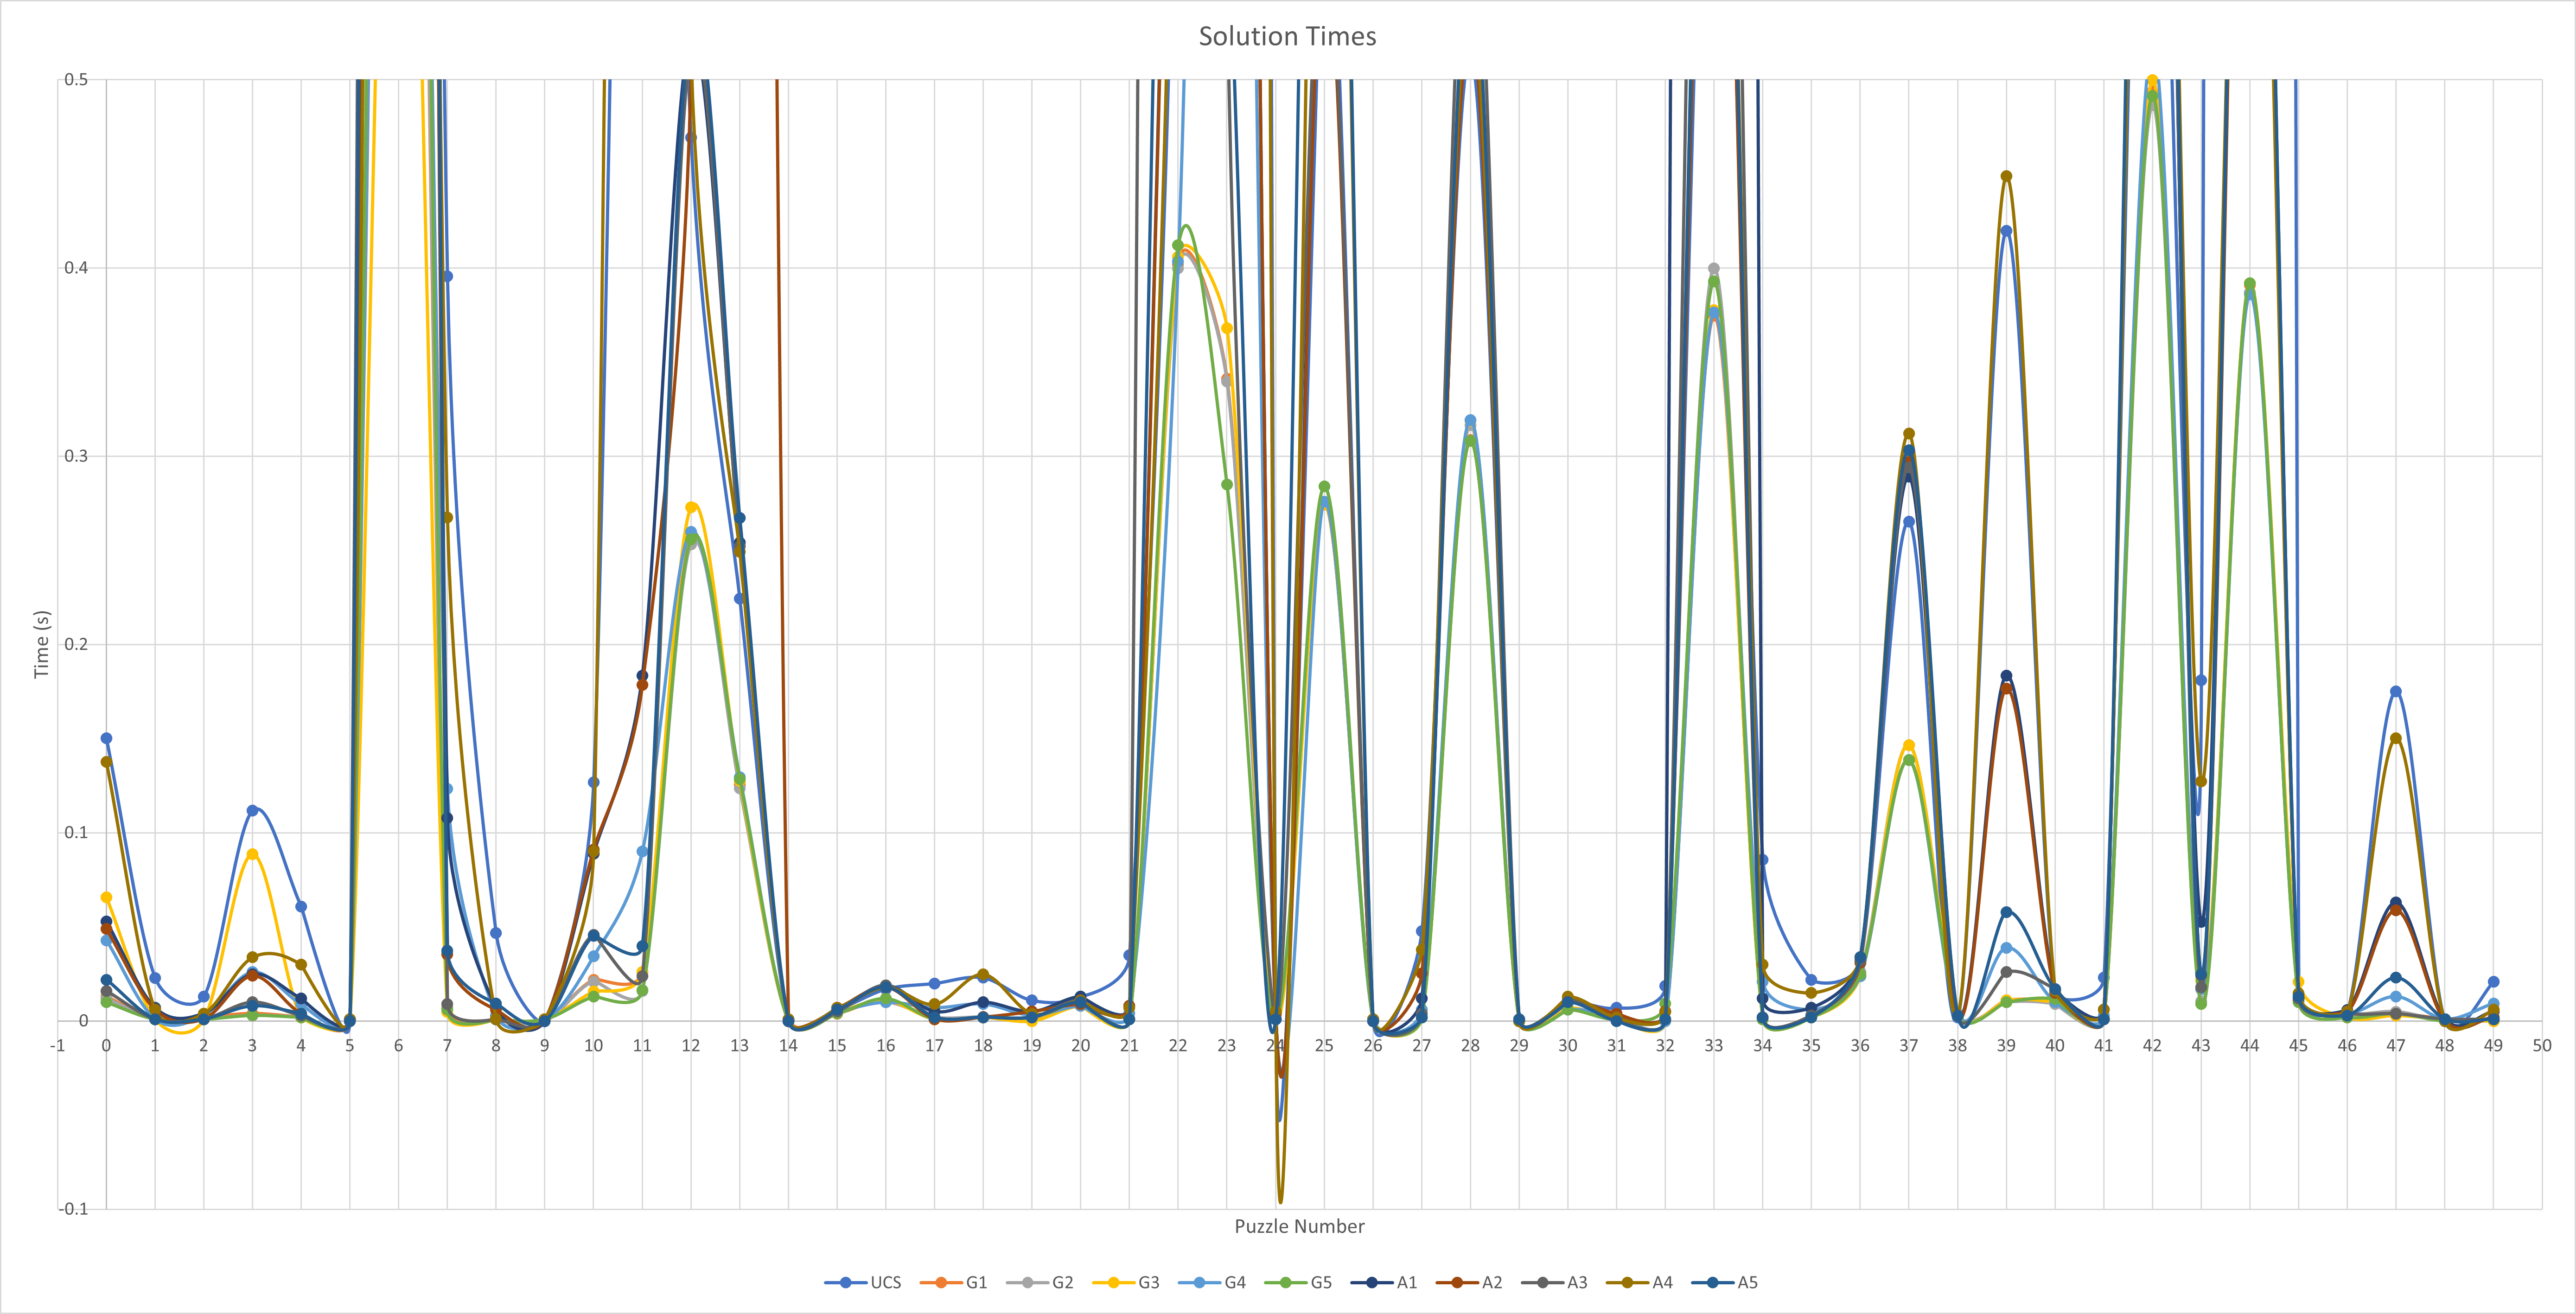 Solution Times
0.5
0.4
0.3
0.2
0.1
0
-0.1
Time (s)
-1 0 1 2 3 4 5 6 7 8 9 10 11 12 13 14 15 16 17 18 19 20 21 22 23 24 25 26 27 28 29 30 31 32 33 34 35 36 37 38 39 40 41 42 43 44 45 46 47 48 49 50
Puzzle Number
UCS G1 G2 G3 G4 G5 A1 A2 A3 A4 A5